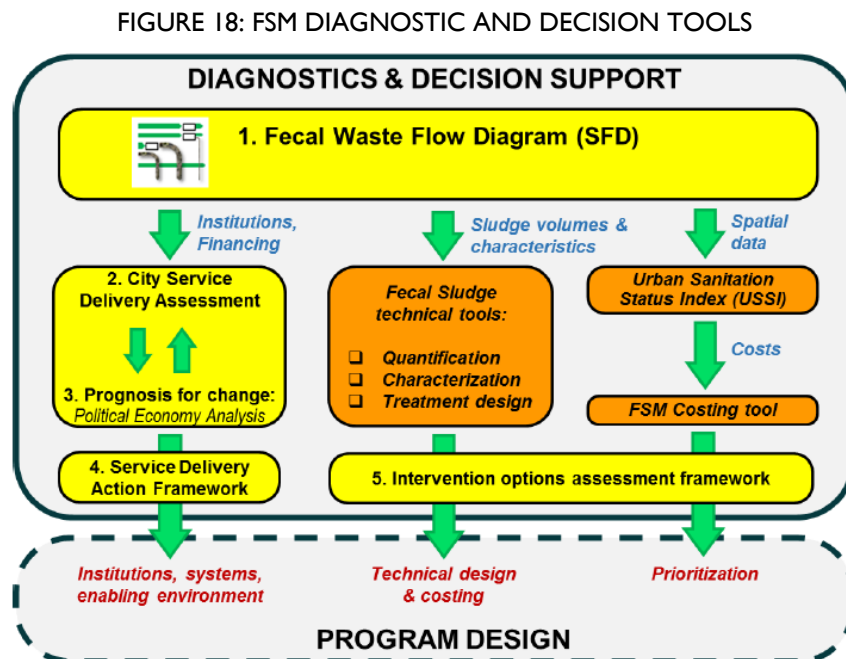 FIGURE 18: FSM DIAGNOSTIC AND DECISION TOOLS
DIAGNOSTICS & DECISION SUPPORT
1. Fecal Waste Flow Diagram (SFD)
Institutions,
Financing
Sludge volumes &
characteristics
Spatial
data
2. City Service
Delivery Assessment
3. Prognosis for change:
Political Economy Analysis
Fecal Sludge
technical tools:
❑ Quantification
❑ Characterization
❑ Treatment design
Urban Sanitation
Status Index (USSI)
Costs
FSM Costing tool
4. Service Delivery
Action Framework
5. Intervention options assessment framework
Institutions, systems,
enabling environment
Technical design
& costing
Prioritization
PROGRAM DESIGN